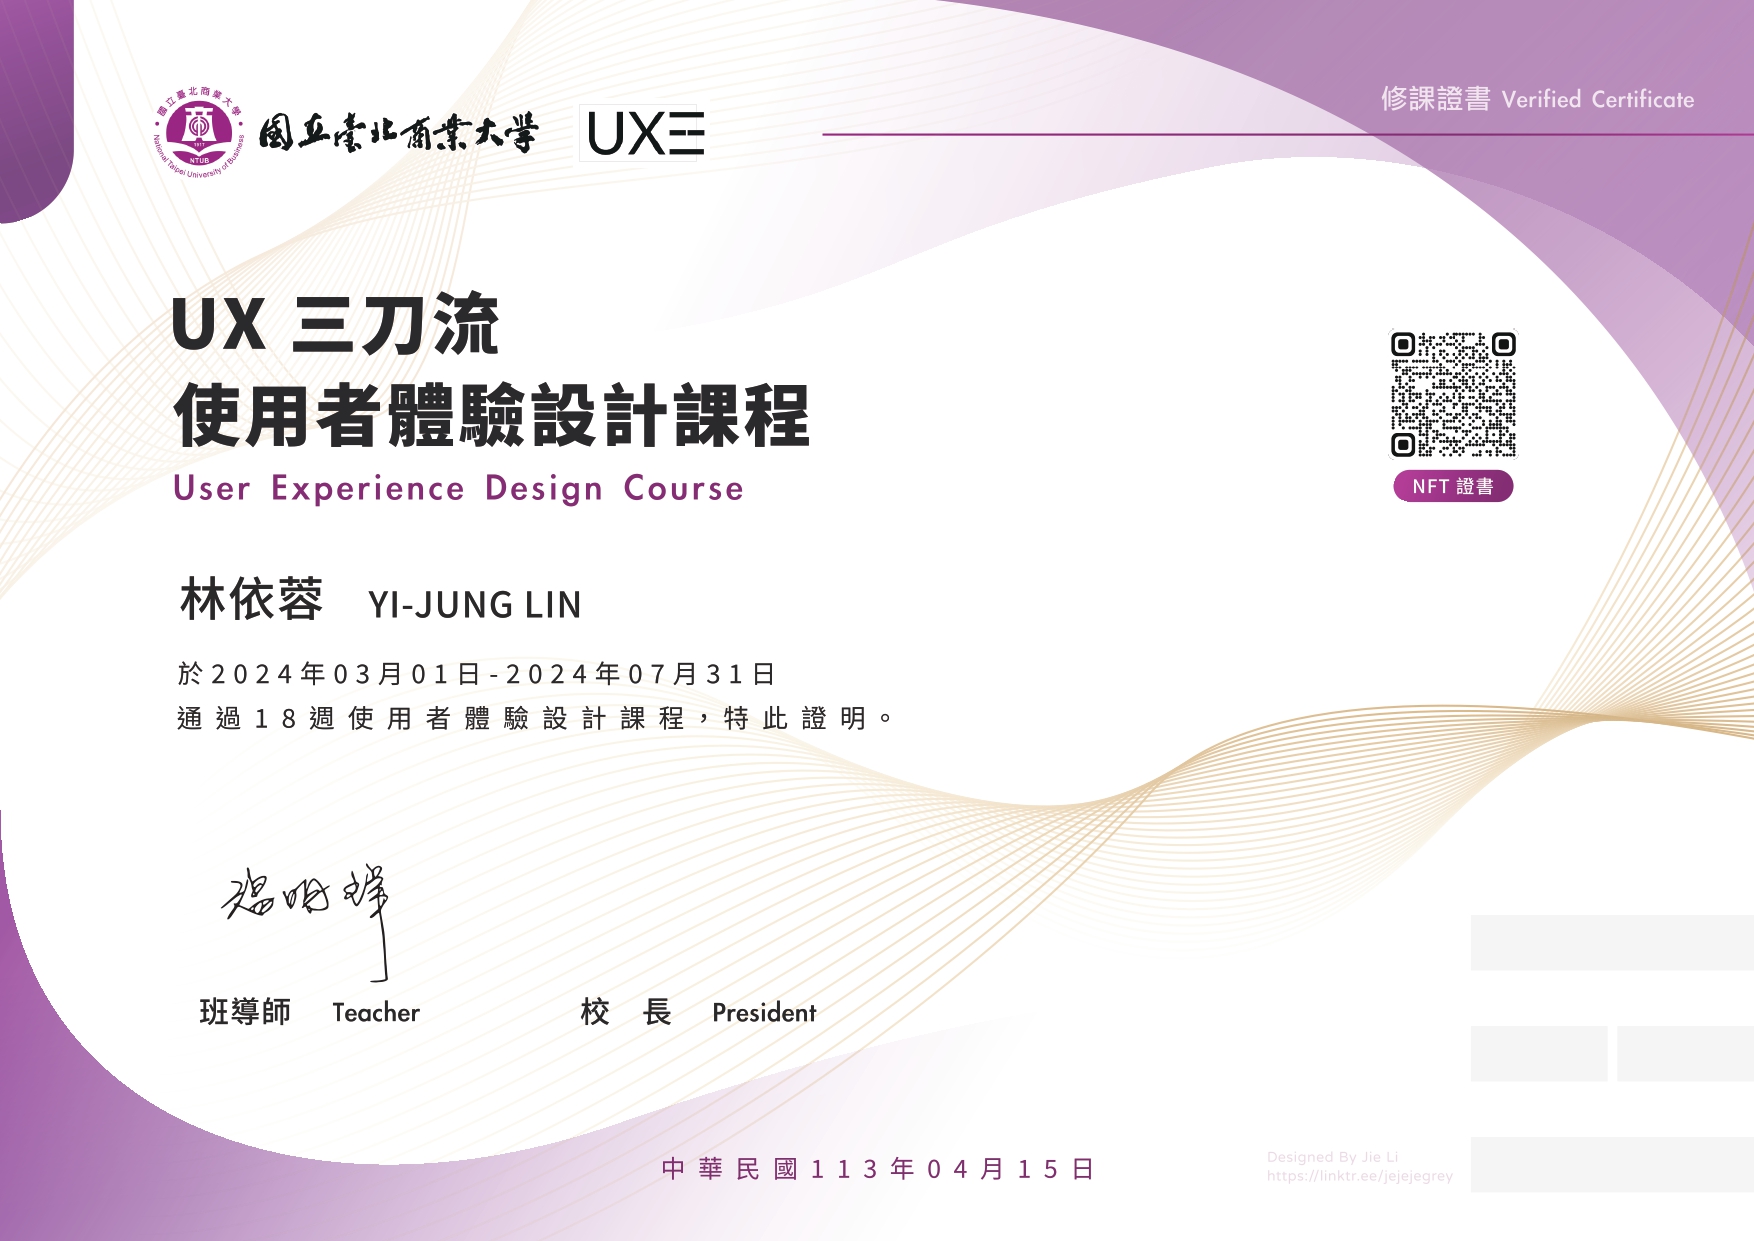 國立臺北商業大學
National Taipei University of Business
1917
NTUB
國立臺北商業大學
UXE
修課證書 Verified Certificate
UX 三刀流
使用者體驗設計課程
User Experience Design Course
NFT 證書
林依蓉 YI-JUNG LIN
於2024年03月01日-2024年07月31日
通過18週使用者體驗設計課程，特此證明。
班導師 Teacher
校 長 President
中華民國113年04月15日
Designed By Jie Li
https://linktr.ee/jejejegrey